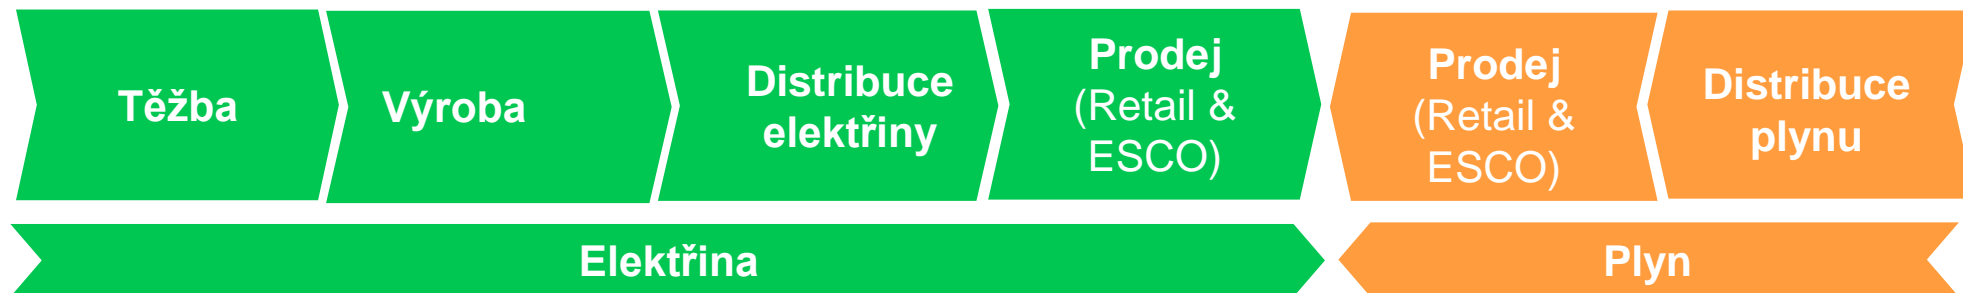 Těžba
Výroba
Distribuce
elektřiny
Prodej
(Retail &
ESCO)
Prodej
(Retail &
ESCO)
Distribuce
plynu
Elektřina
Plyn